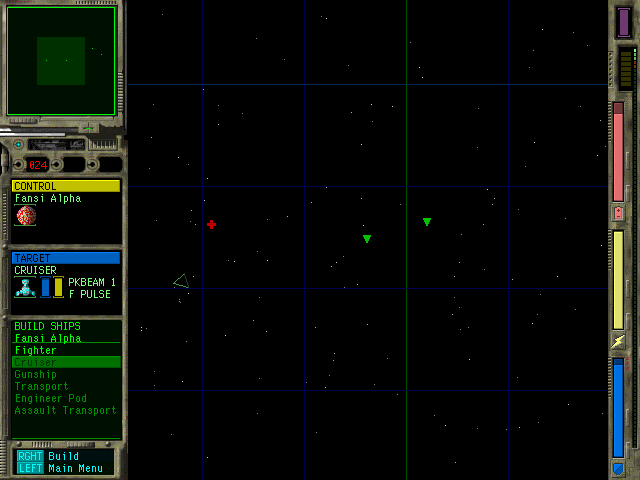 024
CONTROL
Fansi Alpha
TARGET
CRUISER
PKBEAM 1
F PULSE
BUILD SHIPS
Fansi Alpha
Fighter
Cruiser
Gunship
Transport
Engineer Pod
Assault Transport
RGHT Build
LEFT Main Menu